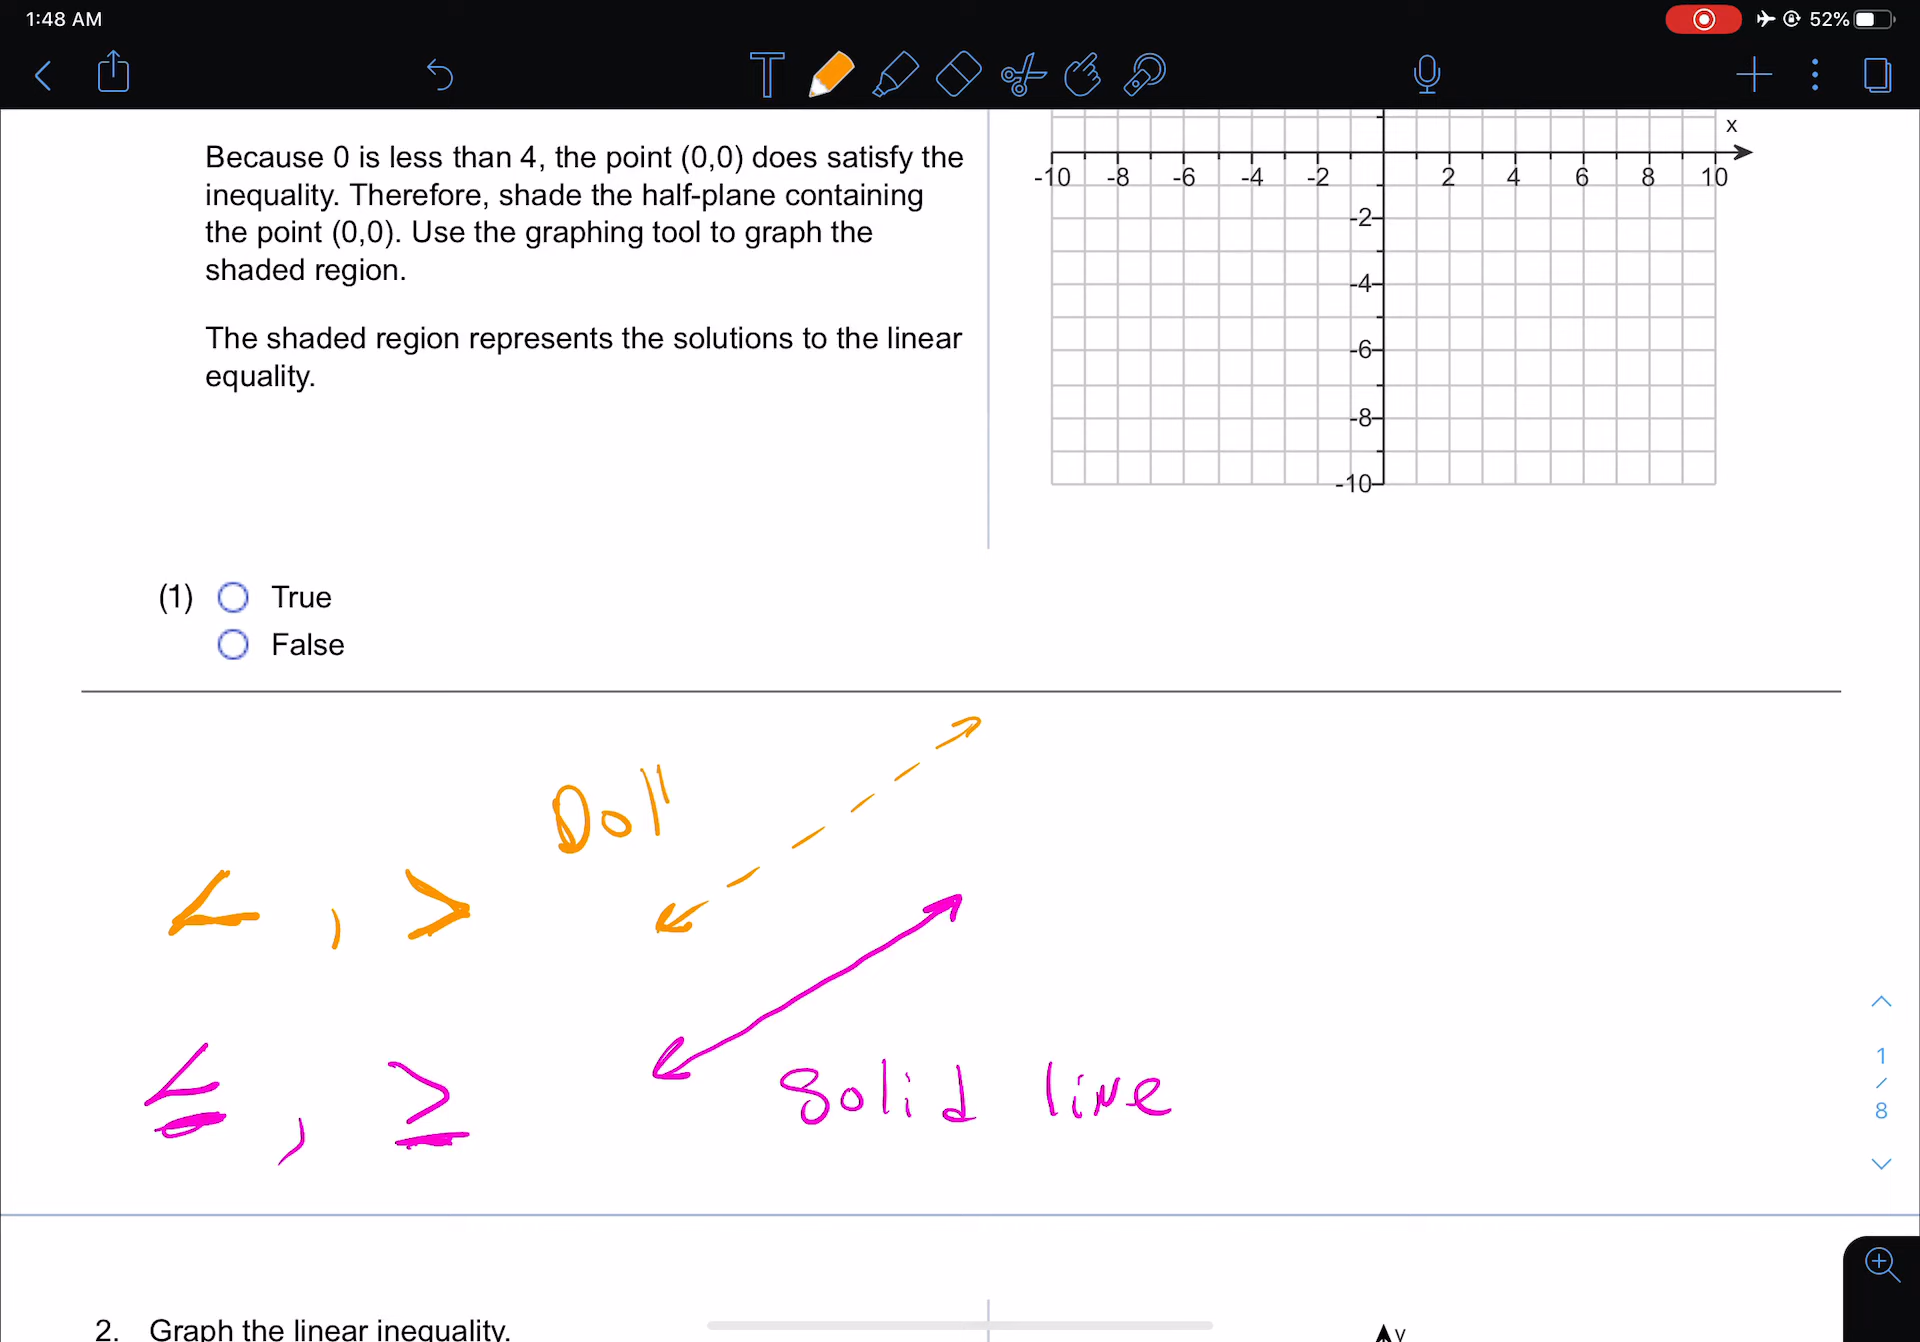 1:48 AM
52%
Because 0 is less than 4, the point (0,0) does satisfy the
inequality. Therefore, shade the half-plane containing
the point (0,0). Use the graphing tool to graph the
shaded region.
The shaded region represents the solutions to the linear
equality.
x
-10 -8 -6 -4 -2 2 4 6 8 10
-2
-4
-6
-8
-10
(1) True
False
< , >
≤ , ≥
Solid line
1
/
8
2. Graph the linear inequality.
y